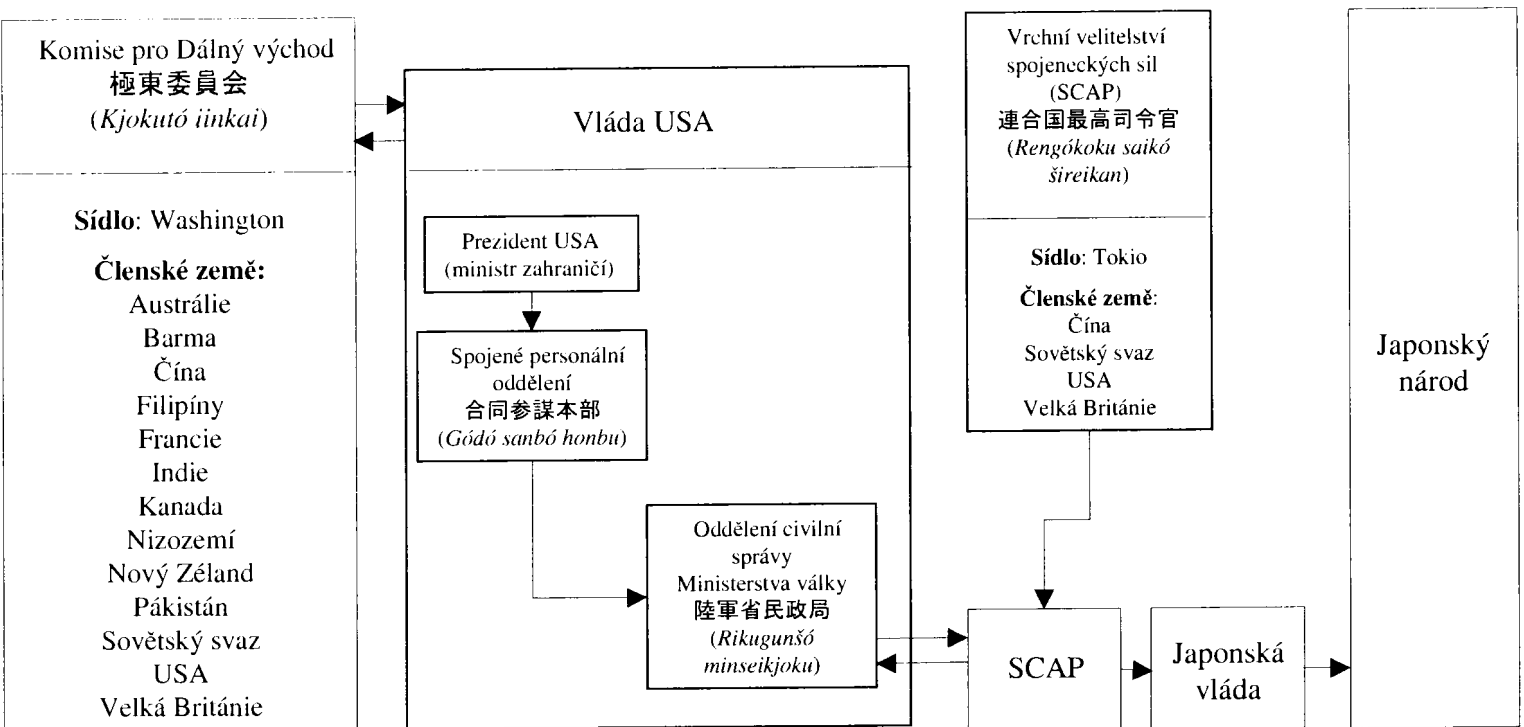 Komise pro Dálný východ
極東委員会
(Kjokutó iinkai)
Sídlo: Washington
Členské země:
Austrálie
Barma
Čína
Filipíny
Francie
Indie
Kanada
Nizozemí
Nový Zéland
Pákistán
Sovětský svaz
USA
Velká Británie
Vláda USA
Prezident USA
(ministr zahraničí)
Spojené personální
oddělení
合同参謀本部
(Gódó sanbó honbu)
Oddělení civilní
správy
Ministerstva války
陸軍省民政局
(Rikugunšó
minseikjoku)
Vrchní velitelství
spojeneckých sil
(SCAP)
連合国最高司令官
(Rengókoku saikó
šireikan)
Sídlo: Tokio
Členské země:
Čína
Sovětský svaz
USA
Velká Británie
SCAP
Japonská
vláda
Japonský
národ